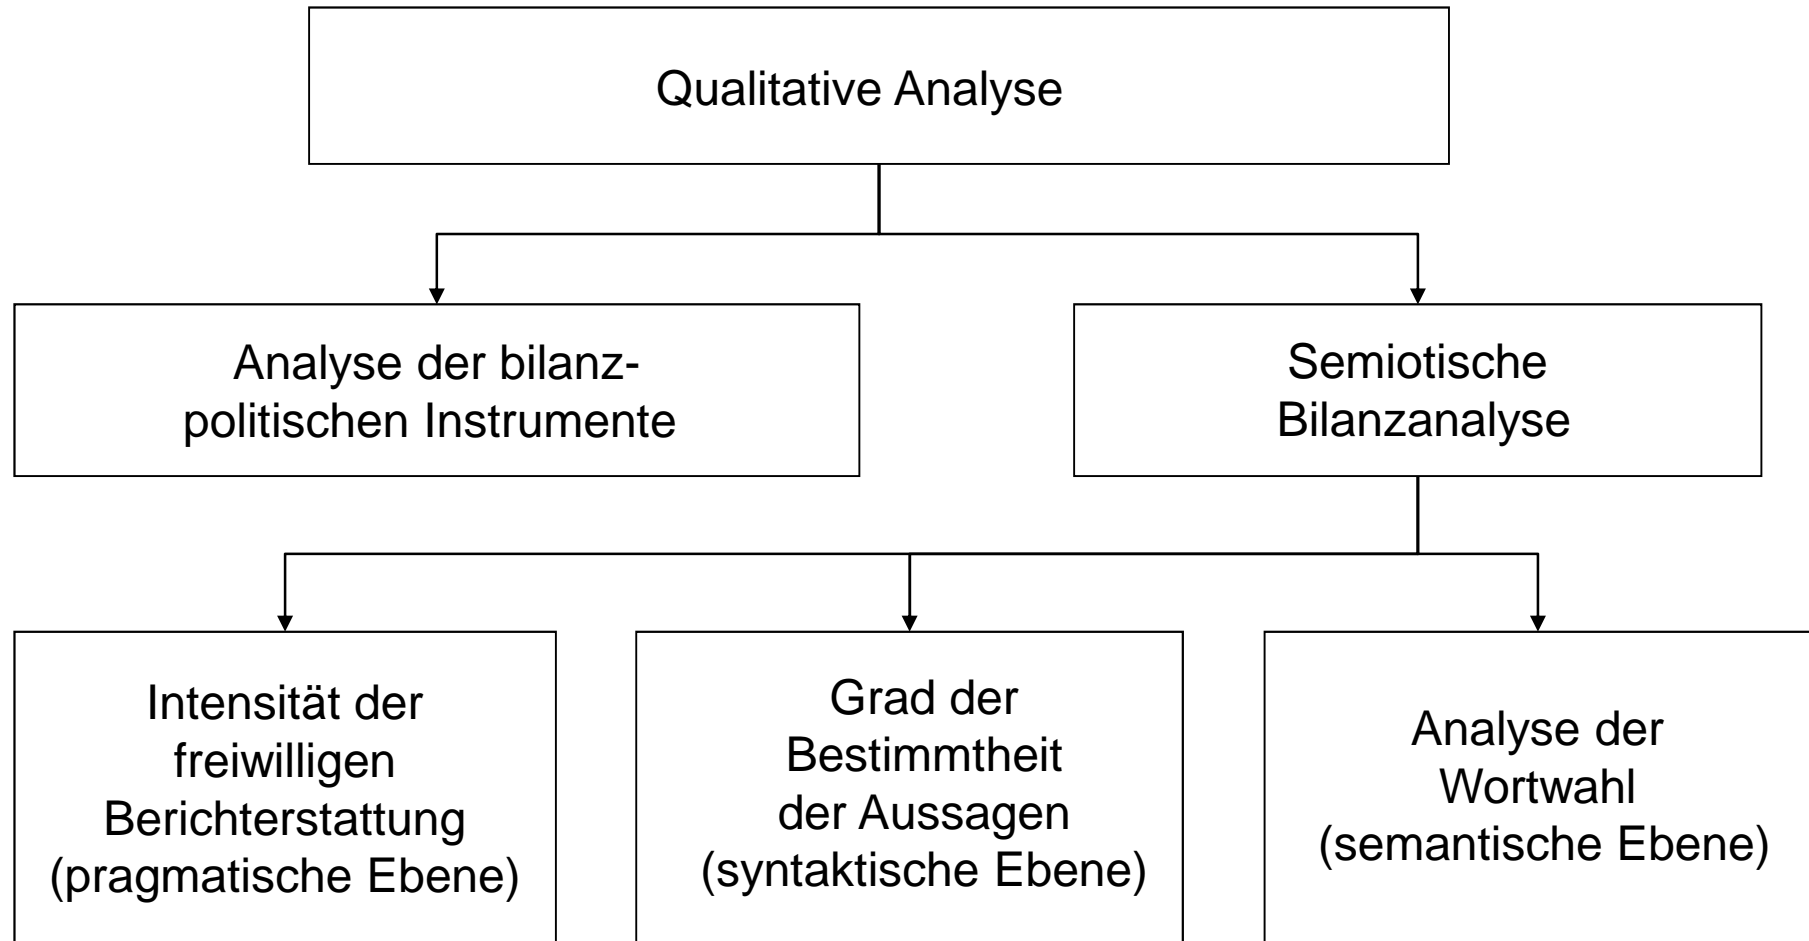 Qualitative Analyse
Analyse der bilanz-
politischen Instrumente
Semiotische
Bilanzanalyse
Intensität der
freiwilligen
Berichterstattung
(pragmatische Ebene)
Grad der
Bestimmtheit
der Aussagen
(syntaktische Ebene)
Analyse der
Wortwahl
(semantische Ebene)